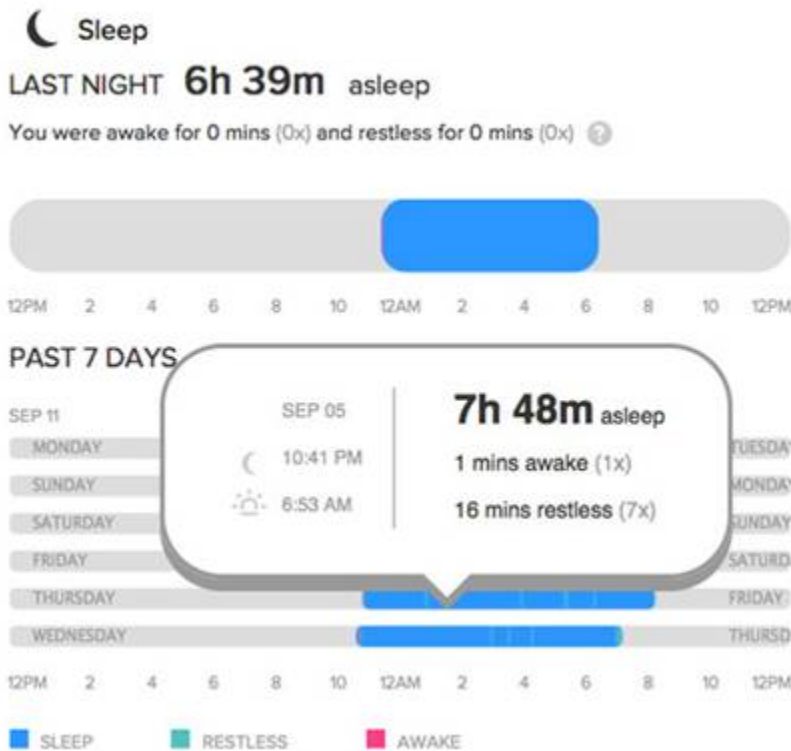 Sleep
LAST NIGHT 6h 39m asleep
You were awake for 0 mins (0x) and restless for 0 mins (0x) ?
12PM 2 4 6 8 10 12AM 2 4 6 8 10 12PM
PAST 7 DAYS
SEP 11
SEP 05
10:41 PM
6:53 AM
7h 48m asleep
1 mins awake (1x)
16 mins restless (7x)
MONDAY TUESDAY
SUNDAY MONDAY
SATURDAY SUNDAY
FRIDAY SATURD
THURSDAY FRIDAY
WEDNESDAY THURSD
12PM 2 4 6 8 10 12AM 2 4 6 8 10 12PM
SLEEP RESTLESS AWAKE